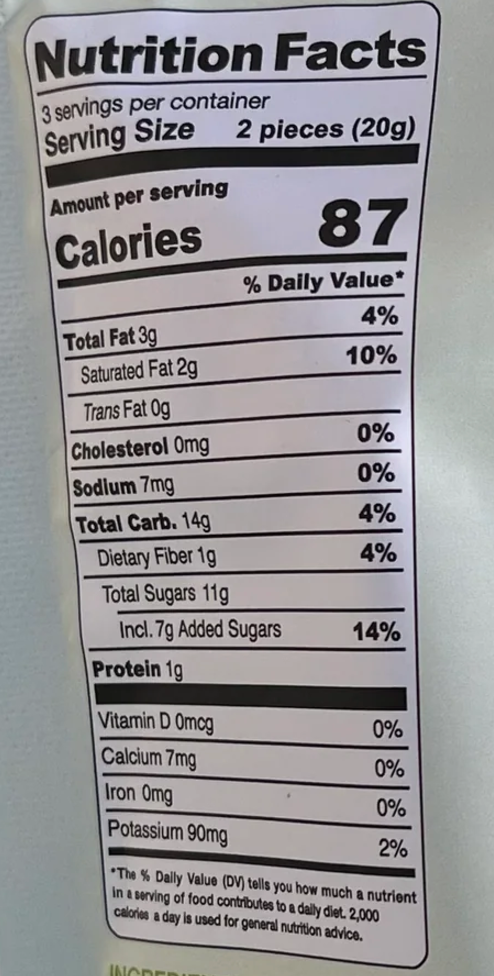 Nutrition Facts
3 servings per container
Serving Size 2 pieces (20g)
Amount per serving
Calories 87
% Daily Value*
Total Fat 3g 4%
Saturated Fat 2g 10%
Trans Fat 0g
Cholesterol 0mg 0%
Sodium 7mg 0%
Total Carb. 14g 4%
Dietary Fiber 1g 4%
Total Sugars 11g
Incl. 7g Added Sugars 14%
Protein 1g
Vitamin D 0mcg 0%
Calcium 7mg 0%
Iron 0mg 0%
Potassium 90mg 2%
*The % Daily Value (DV) tells you how much a nutrient
in a serving of food contributes to a daily diet. 2,000
calories a day is used for general nutrition advice.